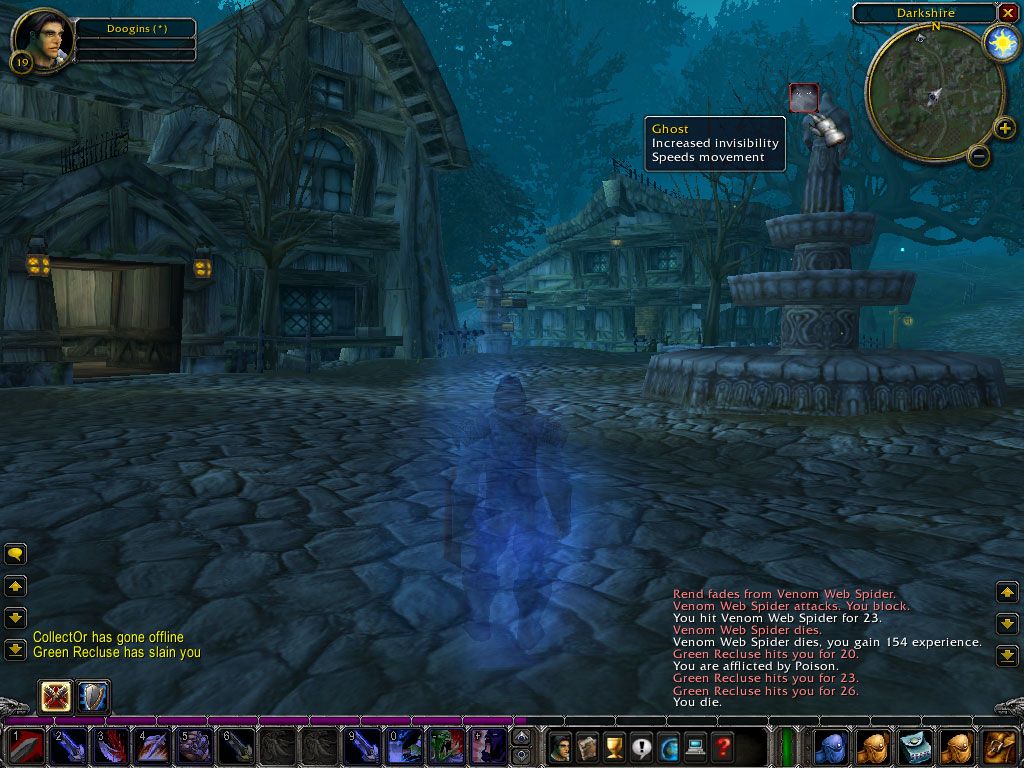 Doogins (*)
19
Darkshire
N
Ghost
Increased invisibility
Speeds movement
CollectOr has gone offline
Green Recluse has slain you
Rend fades from Venom Web Spider.
Venom Web Spider attacks. You block.
You hit Venom Web Spider for 23.
Venom Web Spider dies.
Venom Web Spider dies, you gain 154 experience.
Green Recluse hits you for 20.
You are afflicted by Poison.
Green Recluse hits you for 23.
Green Recluse hits you for 26.
You die.
1 2 3 4 5 6 9 0 - +